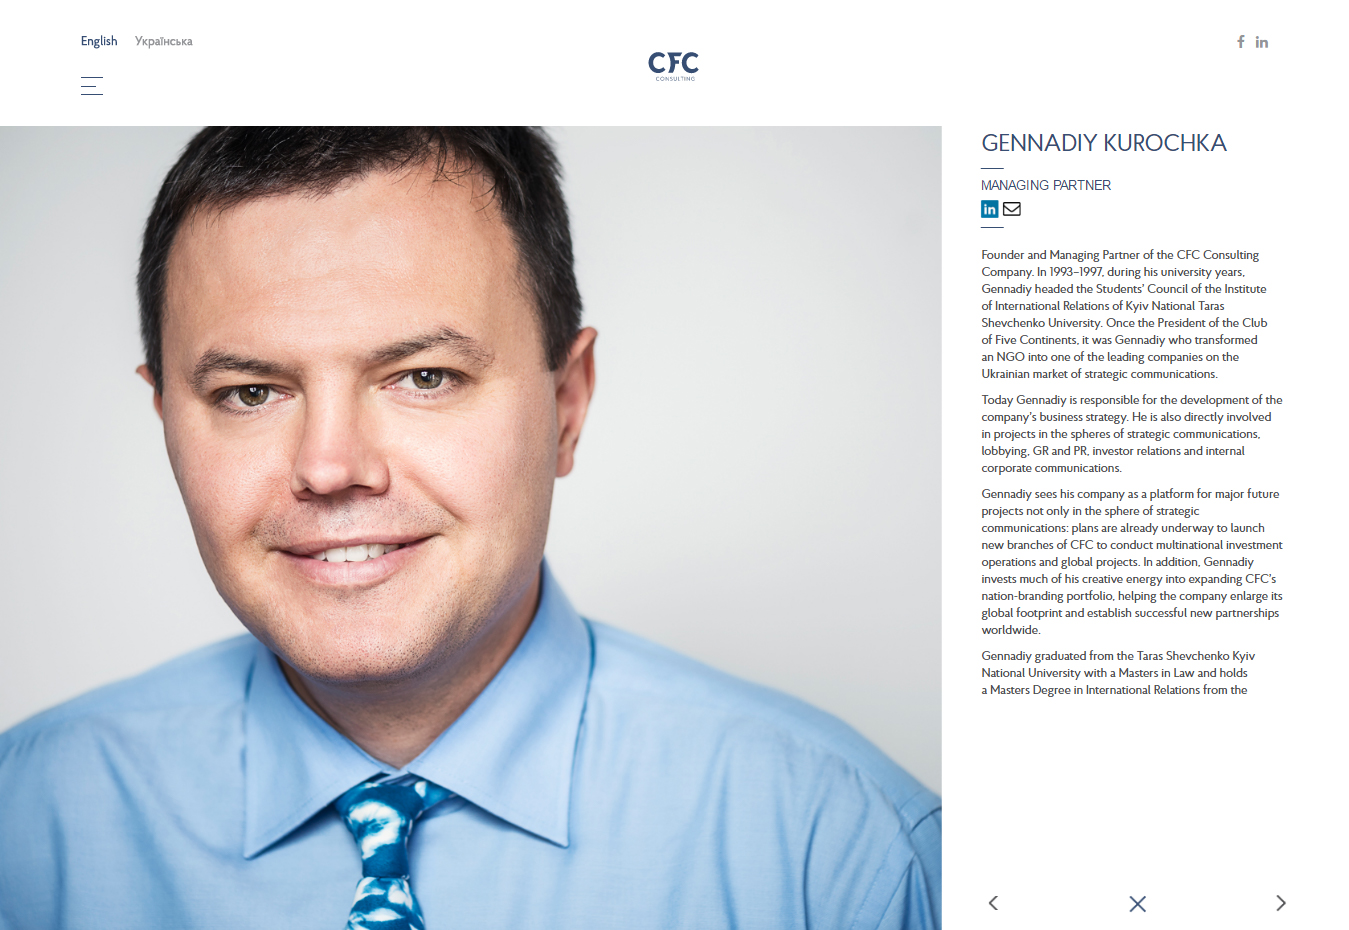 English Українська
CFC
CONSULTING
GENNADIY KUROCHKA
MANAGING PARTNER
in
Founder and Managing Partner of the CFC Consulting
Company. In 1993–1997, during his university years,
Gennadiy headed the Students’ Council of the Institute
of International Relations of Kyiv National Taras
Shevchenko University. Once the President of the Club
of Five Continents, it was Gennadiy who transformed
an NGO into one of the leading companies on the
Ukrainian market of strategic communications.
Today Gennadiy is responsible for the development of the
company’s business strategy. He is also directly involved
in projects in the spheres of strategic communications,
lobbying, GR and PR, investor relations and internal
corporate communications.
Gennadiy sees his company as a platform for major future
projects not only in the sphere of strategic
communications: plans are already underway to launch
new branches of CFC to conduct multinational investment
operations and global projects. In addition, Gennadiy
invests much of his creative energy into expanding CFC’s
nation-branding portfolio, helping the company enlarge its
global footprint and establish successful new partnerships
worldwide.
Gennadiy graduated from the Taras Shevchenko Kyiv
National University with a Masters in Law and holds
a Masters Degree in International Relations from the